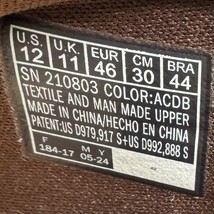 U.S. U.K. EUR CM BRA
12 11 46 30 44
SN 210803 COLOR:ACDB
TEXTILE AND MAN MADE UPPER
MADE IN CHINA/HECHO EN CHINA
PATENT:US D979,917 S+US D992,888 S
F M Y
184-17 05-24